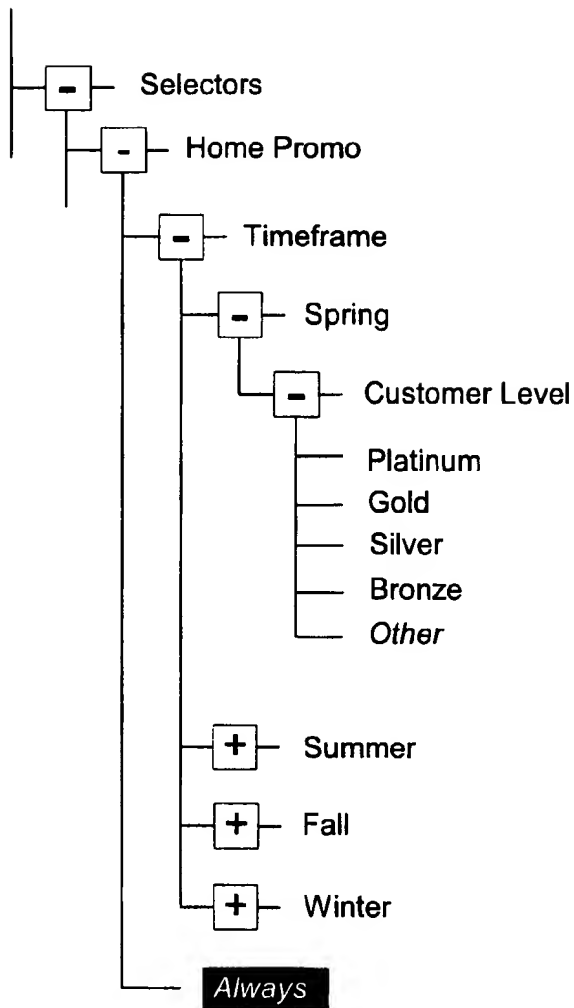 Selectors
Home Promo
Timeframe
Spring
Customer Level
Platinum
Gold
Silver
Bronze
Other
Summer
Fall
Winter
Always